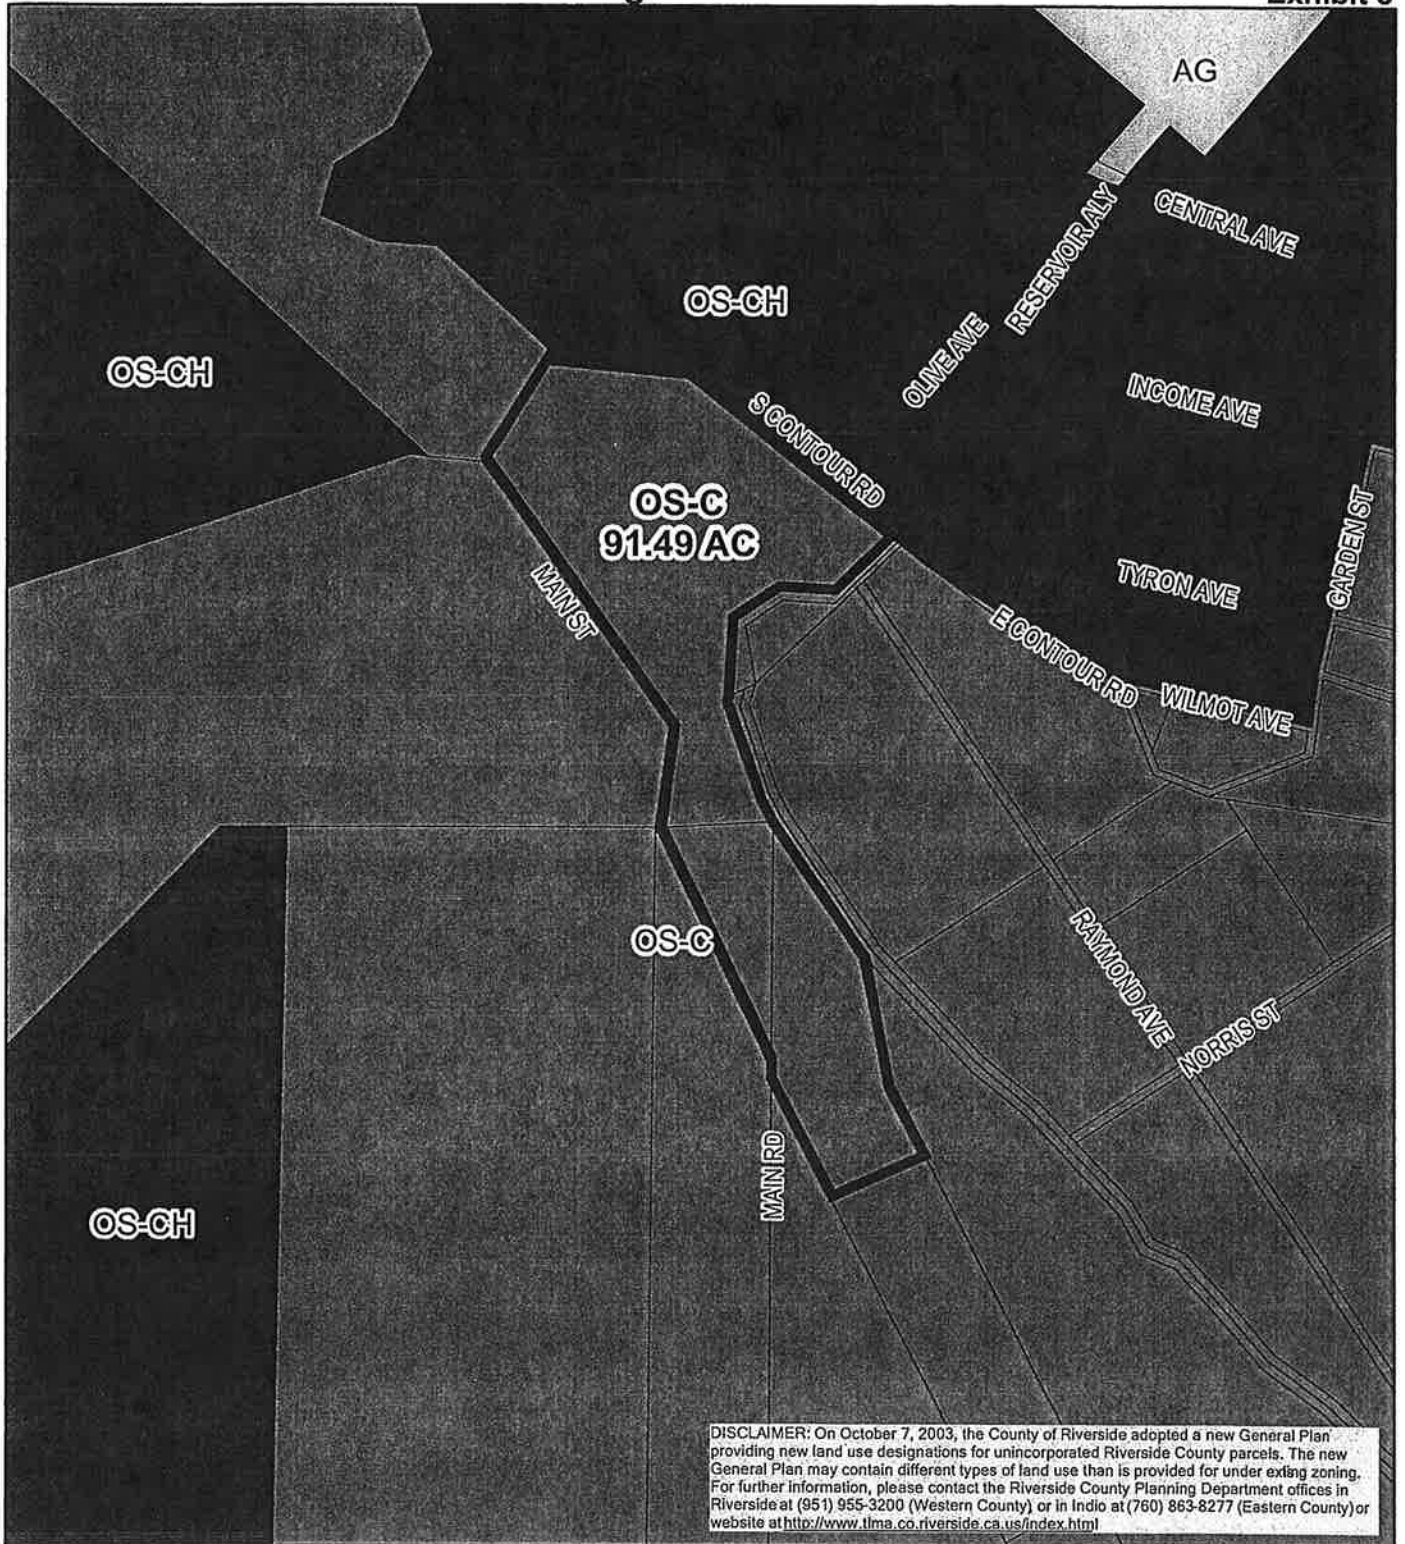 AG
CENTRAL AVE
RESERVOIR ALY
OS-CH
OLIVE AVE
OS-CH
INCOME AVE
S CONTOUR RD
OS-C
91.49 AC
GARDEN ST
TYRON AVE
MAIN ST
E CONTOUR RD
WILMOT AVE
OS-C
RAYMOND AVE
NORRIS ST
MAIN RD
OS-CH
DISCLAIMER: On October 7, 2003, the County of Riverside adopted a new General Plan
providing new land use designations for unincorporated Riverside County parcels. The new
General Plan may contain different types of land use than is provided for under exiting zoning.
For further information, please contact the Riverside County Planning Department offices in
Riverside at (951) 955-3200 (Western County) or in Indio at (760) 863-8277 (Eastern County) or
website at http://www.tlma.co.riverside.ca.us/index.html